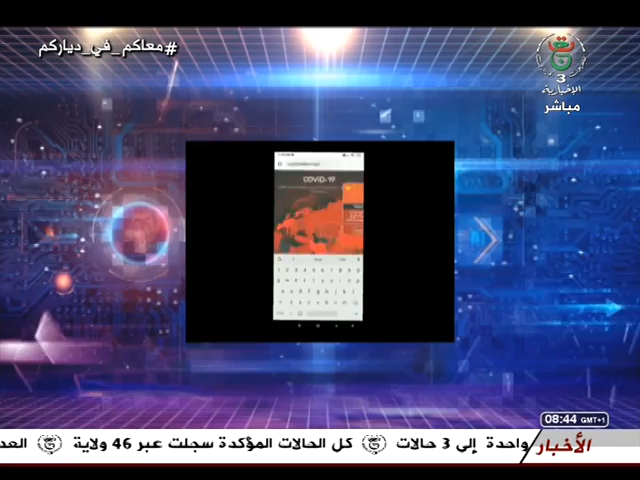 #معاكم_في_دياركم
3
الإخبارية
مباشر
COVID-19
08:44 GMT+1
الأخبار
واحدة إلى 3 حالات
كل الحالات المؤكدة سجلت عبر 46 ولاية
العد